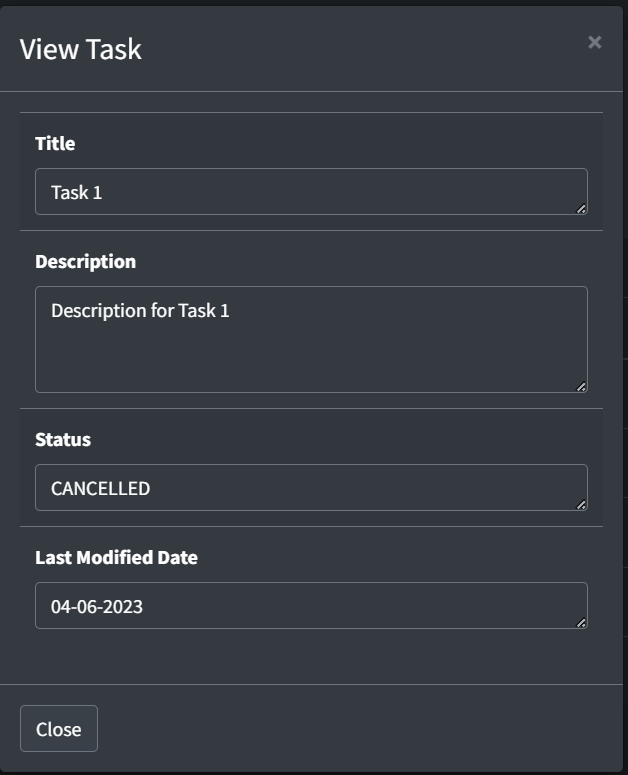 View Task
×
Title
Task 1
Description
Description for Task 1
Status
CANCELLED
Last Modified Date
04-06-2023
Close